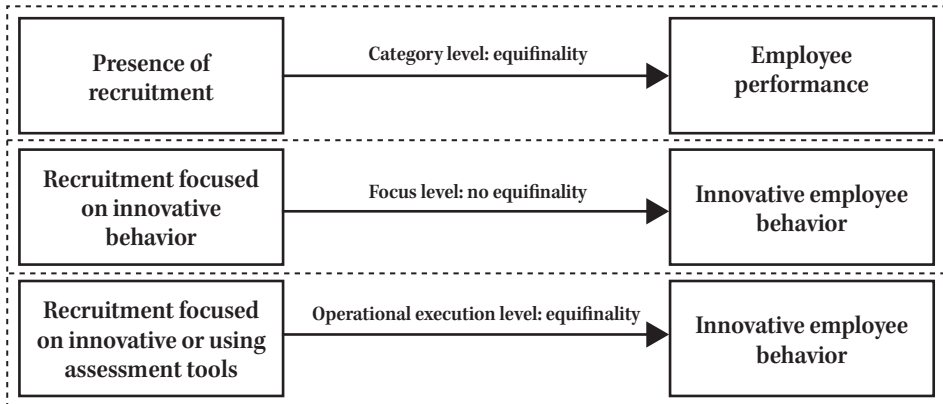 Presence of
recruitment
Category level: equifinality
Employee
performance
Recruitment focused
on innovative
behavior
Focus level: no equifinality
Innovative employee
behavior
Recruitment focused
on innovative or using
assessment tools
Operational execution level: equifinality
Innovative employee
behavior